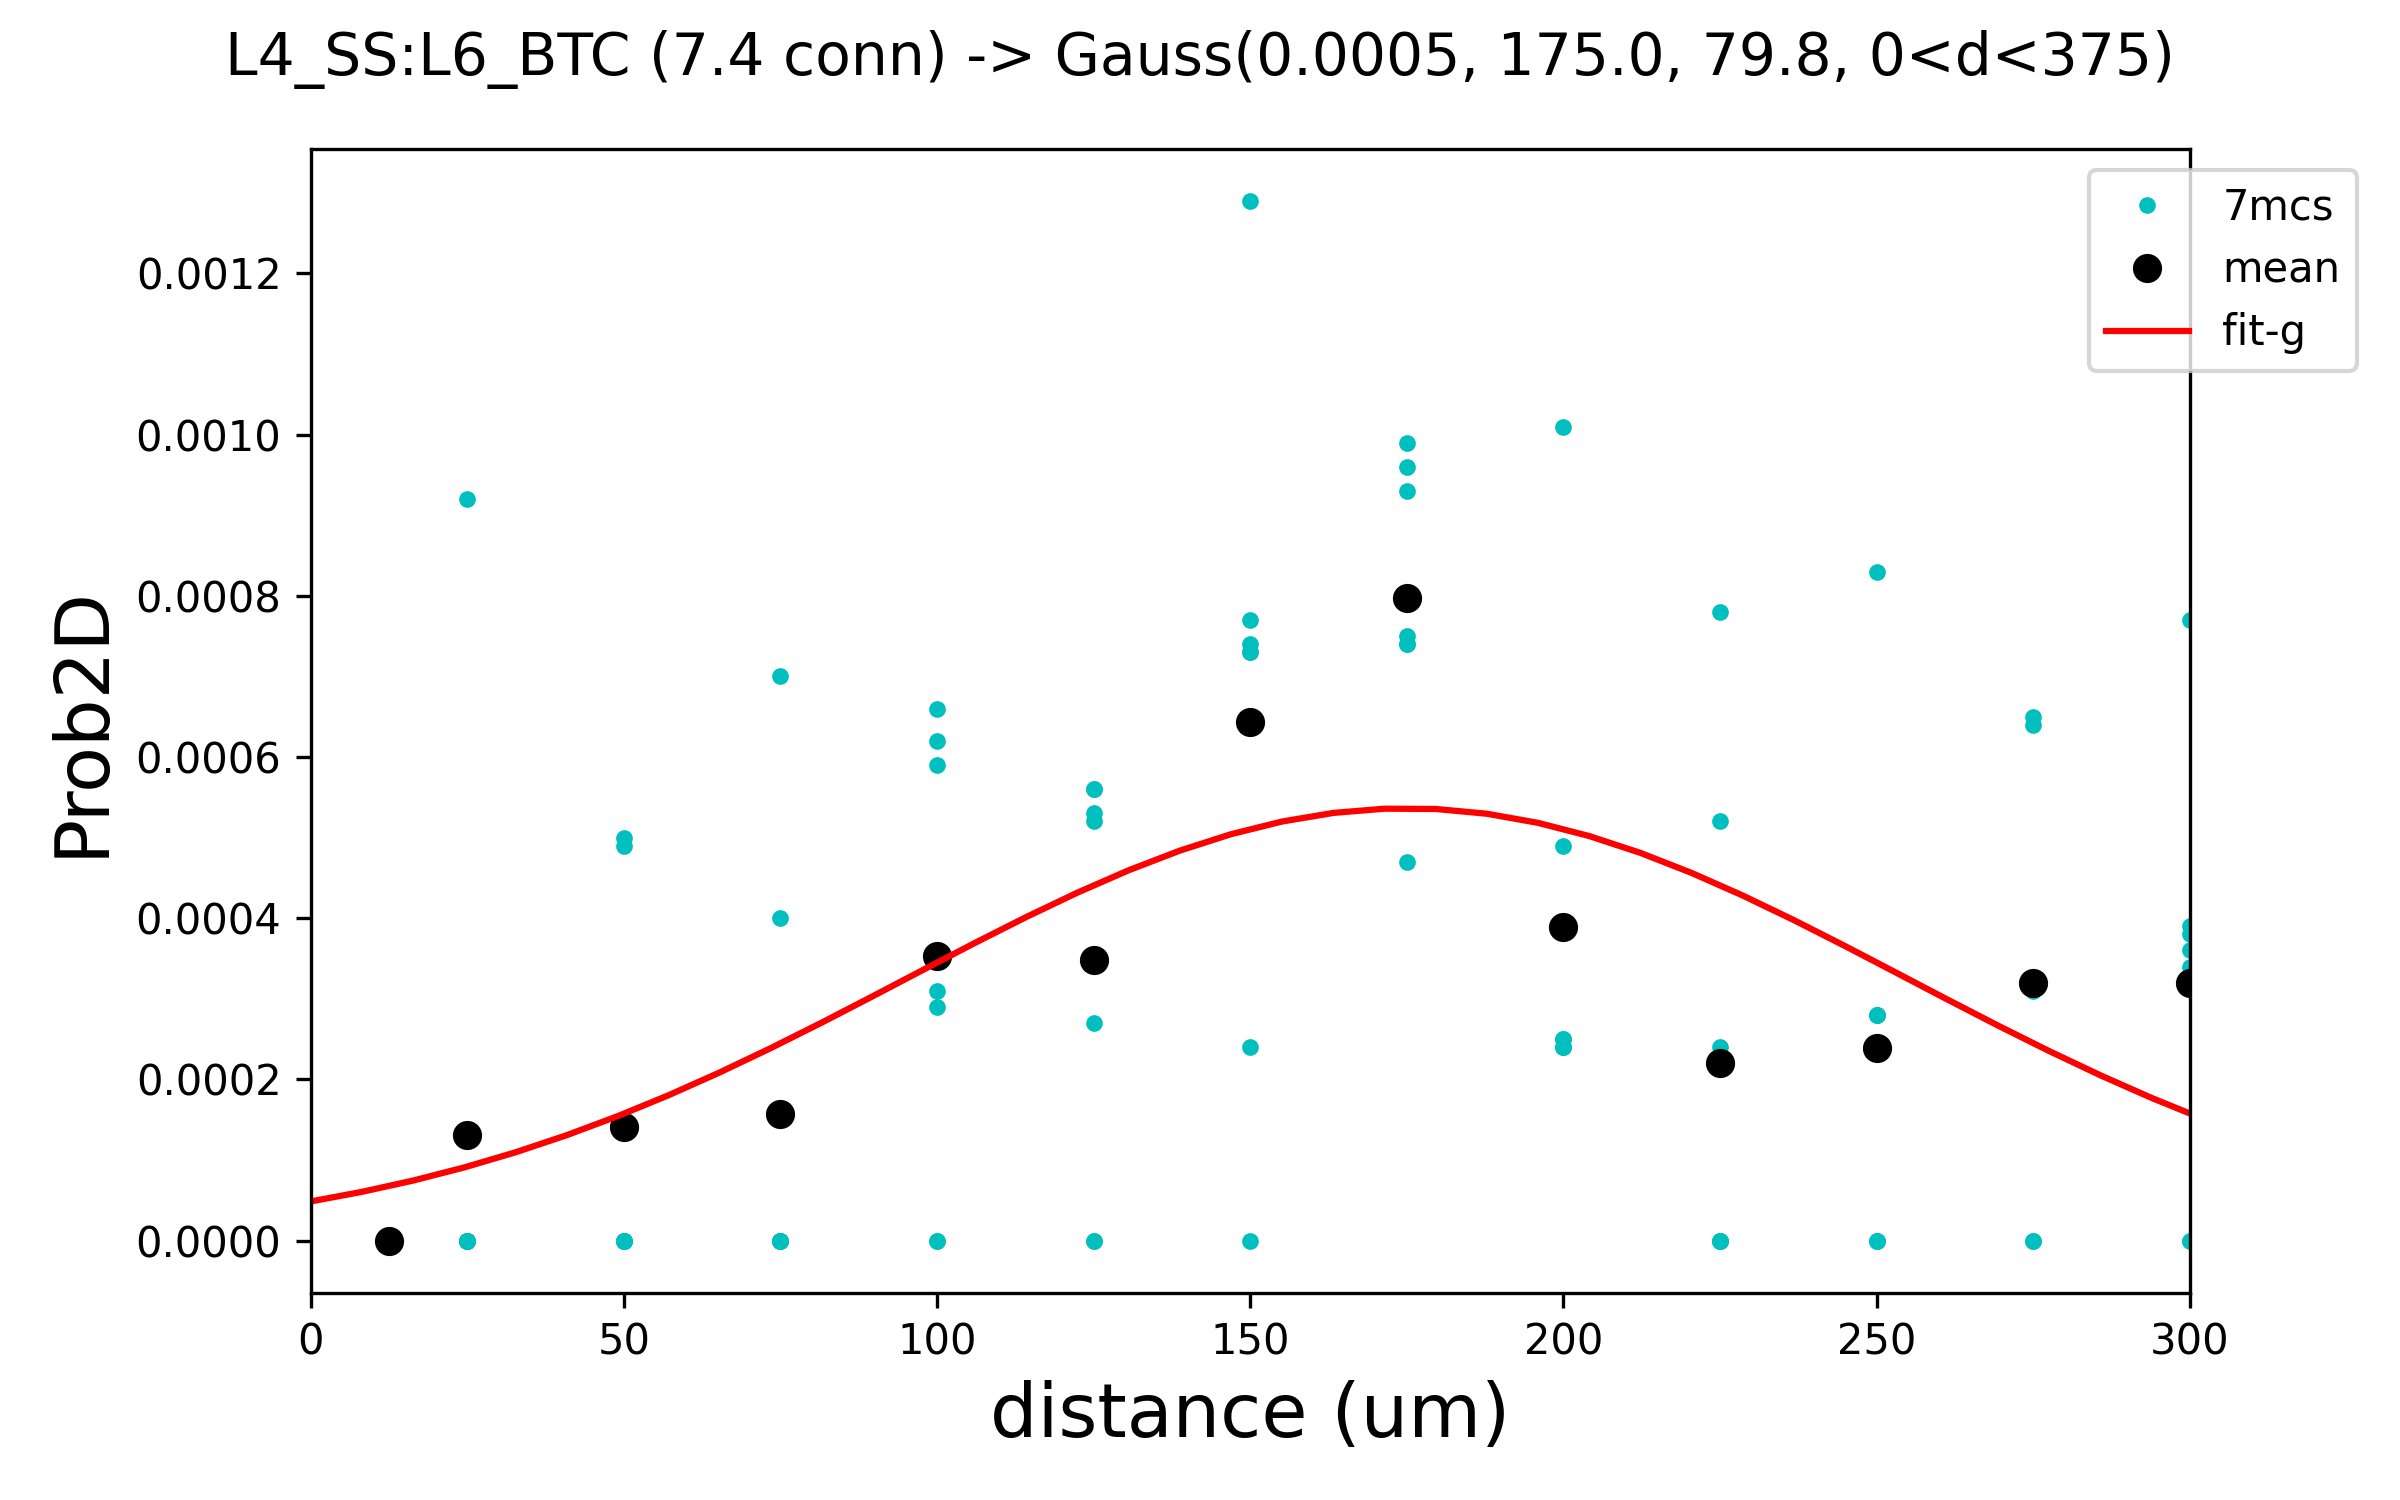 L4_SS:L6_BTC (7.4 conn) -> Gauss(0.0005, 175.0, 79.8, 0<d<375)
7mcs
mean
fit-g
0.0012
0.0010
0.0008
0.0006
0.0004
0.0002
0.0000
Prob2D
0 50 100 150 200 250 300
distance (um)